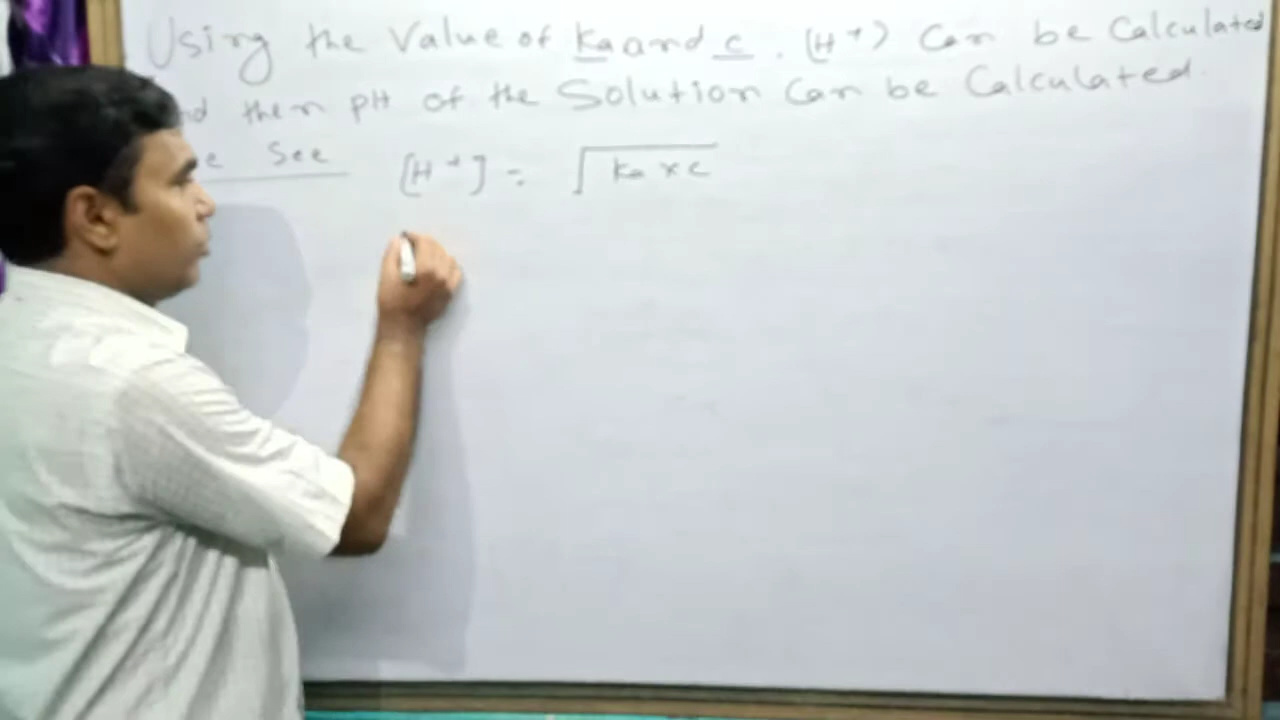 Using the Value of Ka and c. [H+] Can be Calculated
then pH of the Solution Can be Calculated.
See [H+] = √Ka×c